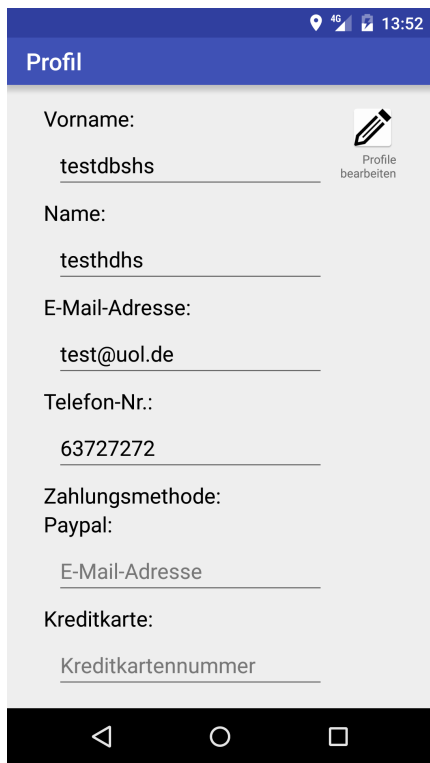 4G 13:52
Profil
Vorname:
testdbshs
Profile
bearbeiten
Name:
testhdhs
E-Mail-Adresse:
test@uol.de
Telefon-Nr.:
63727272
Zahlungsmethode:
Paypal:
E-Mail-Adresse
Kreditkarte:
Kreditkartennummer